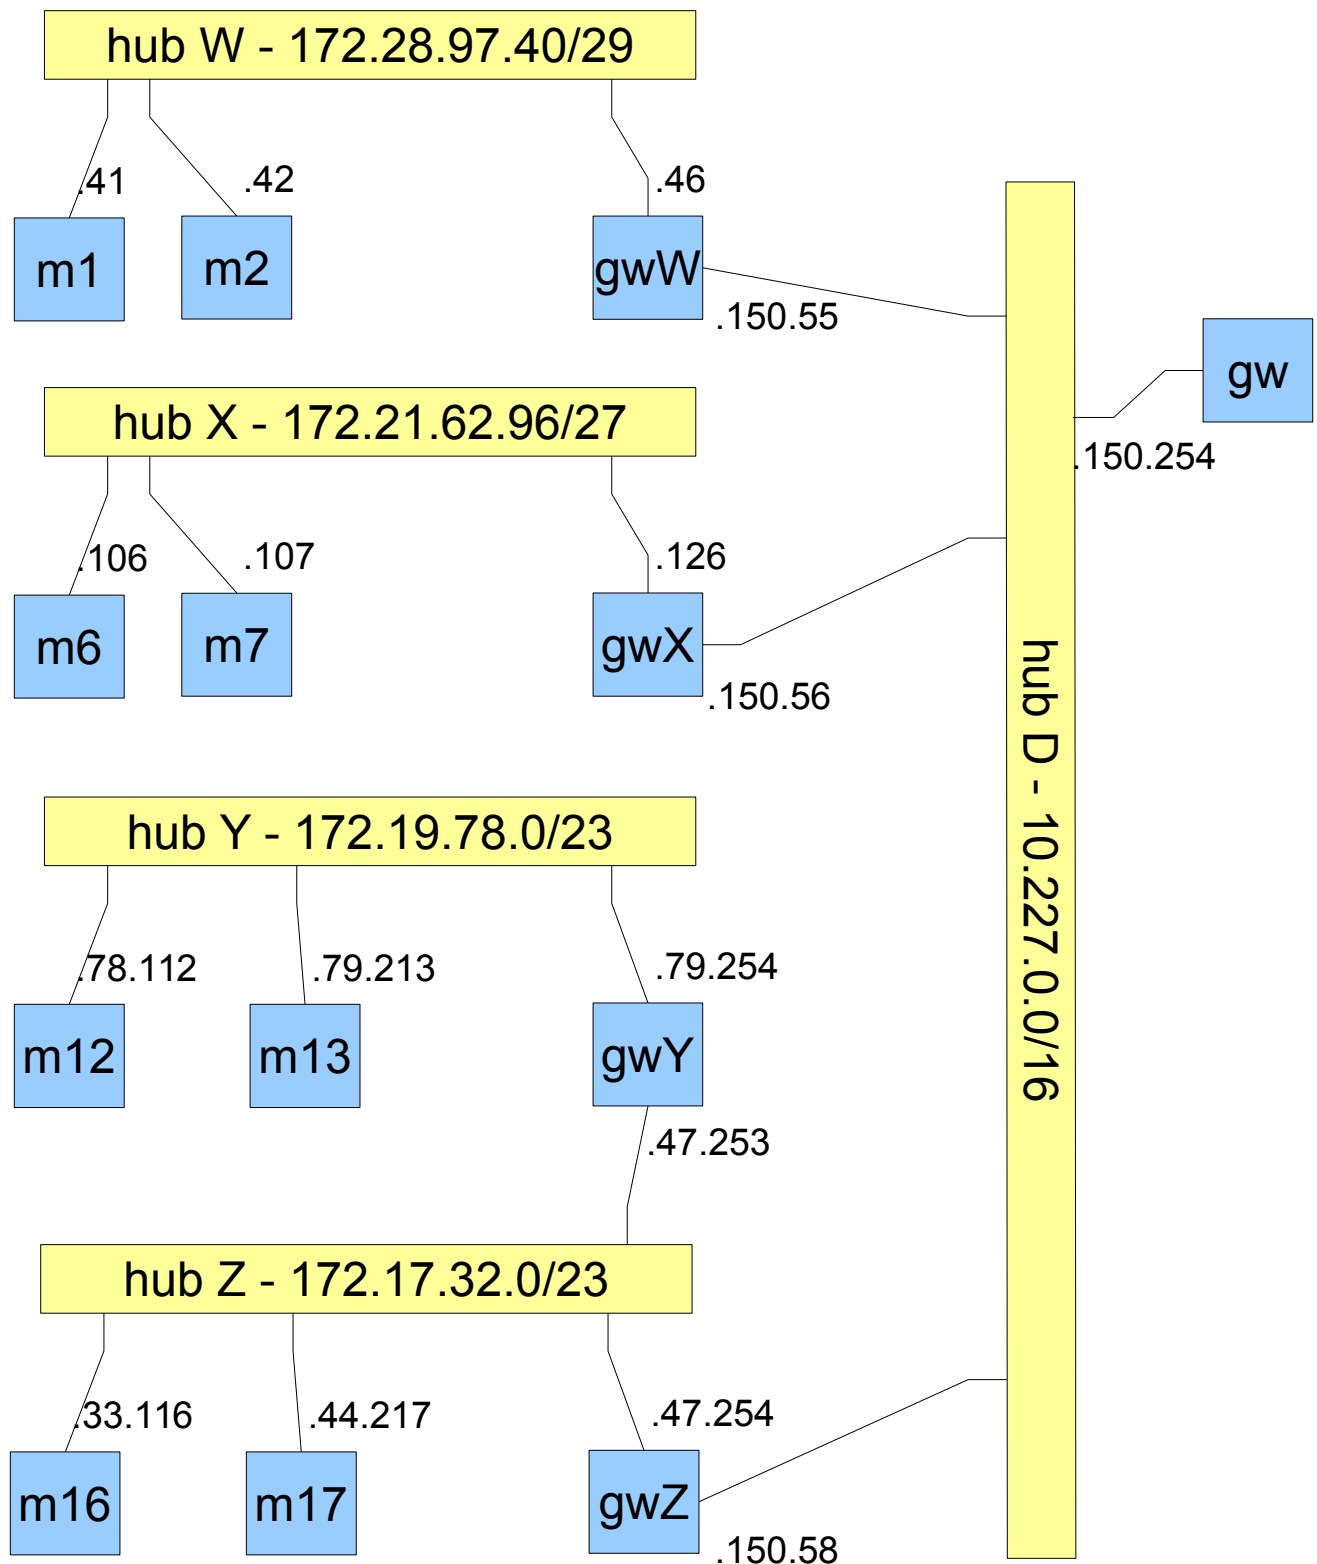 hub W - 172.28.97.40/29
.41
.42
.46
m1
m2
gwW
.150.55
gw
.150.254
hub X - 172.21.62.96/27
.106
.107
.126
m6
m7
gwX
.150.56
hub D - 10.227.0.0/16
hub Y - 172.19.78.0/23
.78.112
.79.213
.79.254
m12
m13
gwY
.47.253
hub Z - 172.17.32.0/23
.33.116
.44.217
.47.254
m16
m17
gwZ
.150.58